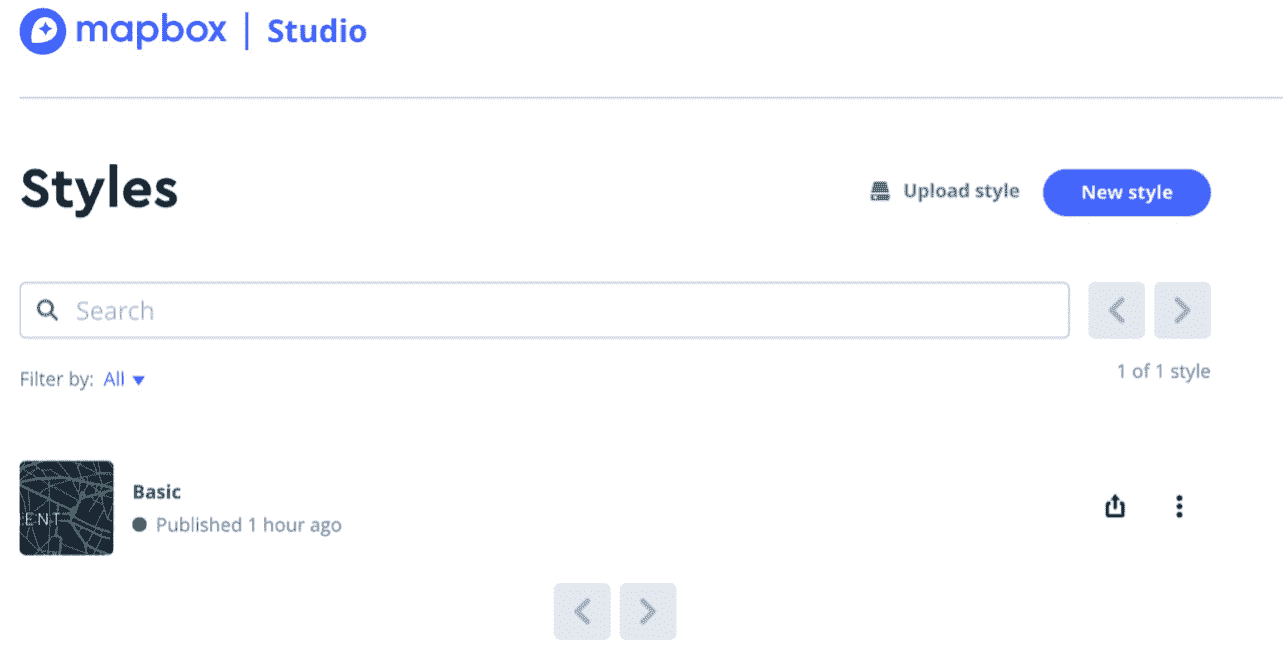 mapbox | Studio
Styles
Upload style
New style
Search
Filter by: All
1 of 1 style
ENT
Basic
Published 1 hour ago